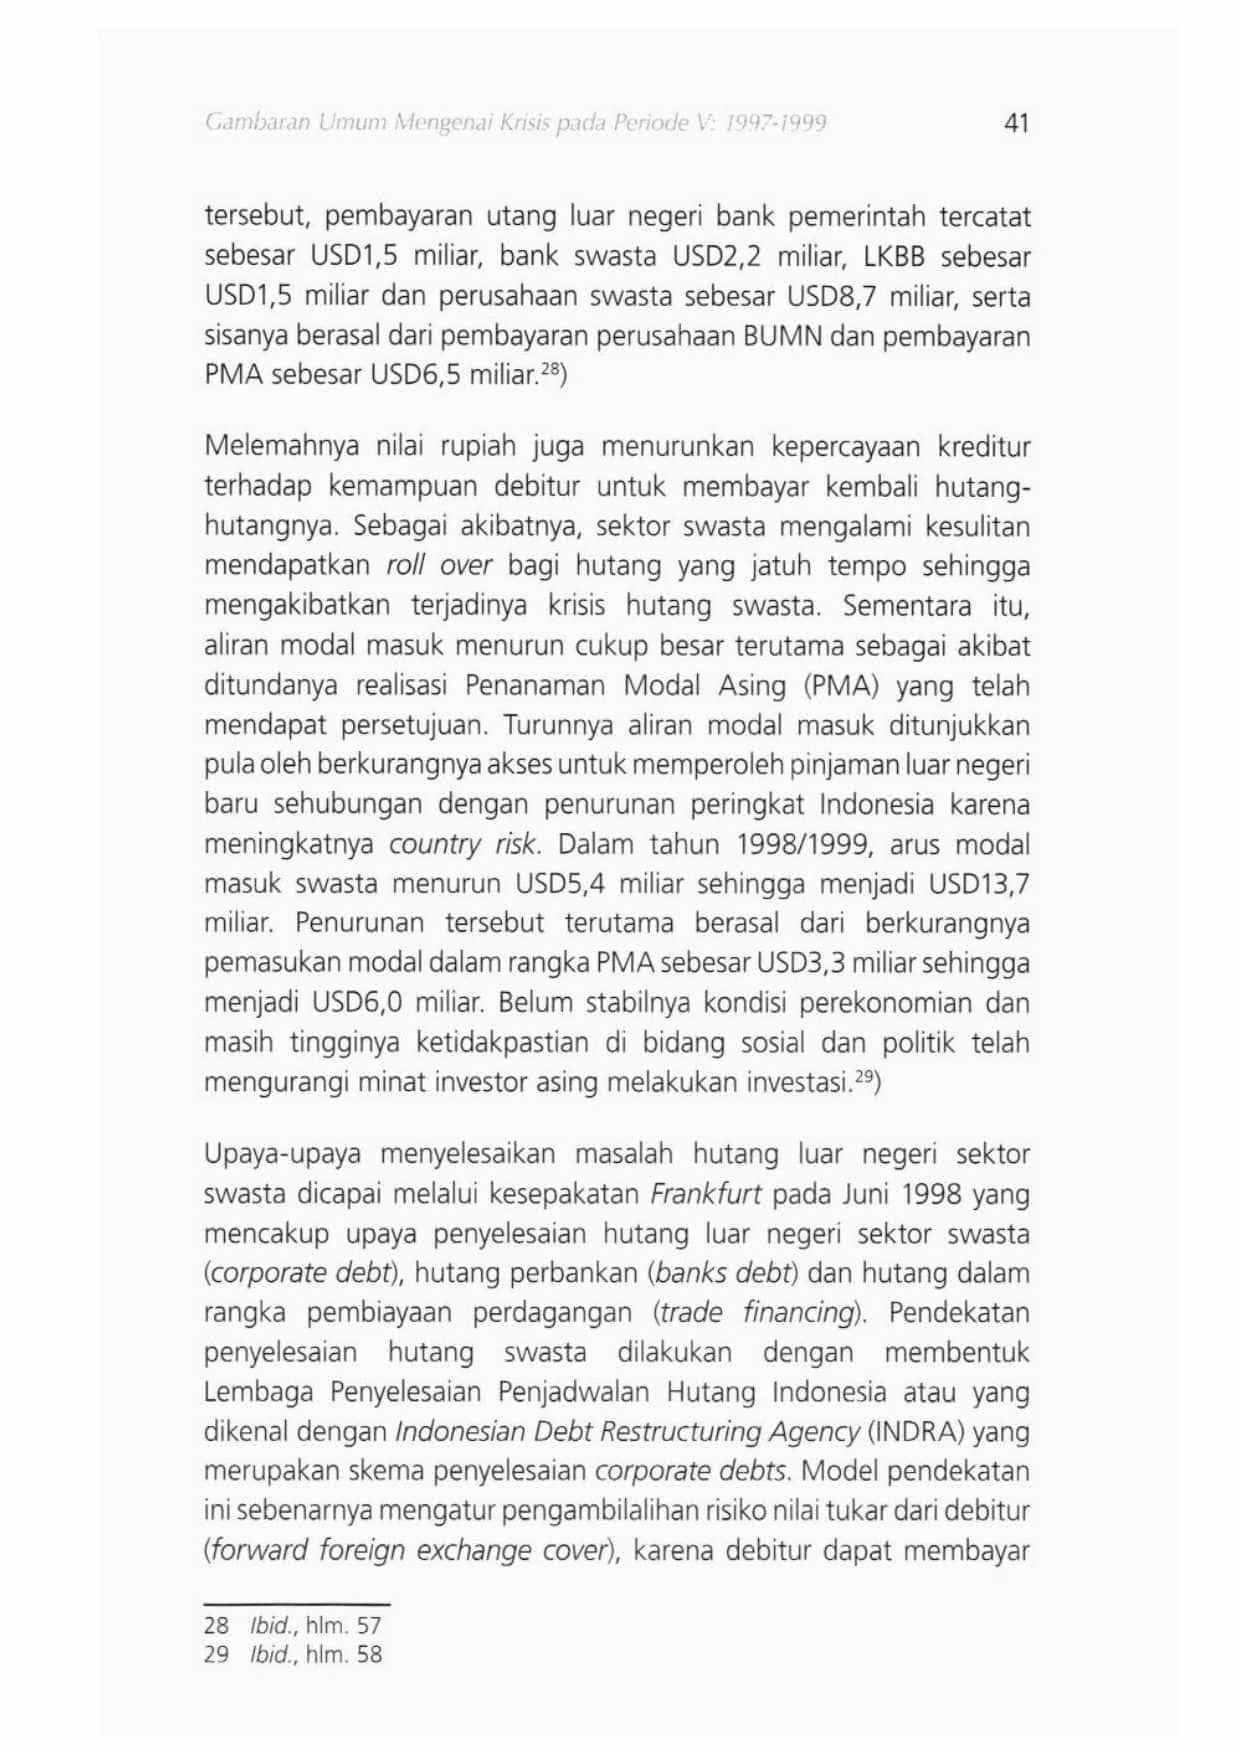 Gambaran Umum Mengenai Krisis pada Periode V: 1997-1999 41
tersebut, pembayaran utang luar negeri bank pemerintah tercatat
sebesar USD1,5 miliar, bank swasta USD2,2 miliar, LKBB sebesar
USD1,5 miliar dan perusahaan swasta sebesar USD8,7 miliar, serta
sisanya berasal dari pembayaran perusahaan BUMN dan pembayaran
PMA sebesar USD6,5 miliar.²⁸)
Melemahnya nilai rupiah juga menurunkan kepercayaan kreditur
terhadap kemampuan debitur untuk membayar kembali hutang-
hutangnya. Sebagai akibatnya, sektor swasta mengalami kesulitan
mendapatkan roll over bagi hutang yang jatuh tempo sehingga
mengakibatkan terjadinya krisis hutang swasta. Sementara itu,
aliran modal masuk menurun cukup besar terutama sebagai akibat
ditundanya realisasi Penanaman Modal Asing (PMA) yang telah
mendapat persetujuan. Turunnya aliran modal masuk ditunjukkan
pula oleh berkurangnya akses untuk memperoleh pinjaman luar negeri
baru sehubungan dengan penurunan peringkat Indonesia karena
meningkatnya country risk. Dalam tahun 1998/1999, arus modal
masuk swasta menurun USD5,4 miliar sehingga menjadi USD13,7
miliar. Penurunan tersebut terutama berasal dari berkurangnya
pemasukan modal dalam rangka PMA sebesar USD3,3 miliar sehingga
menjadi USD6,0 miliar. Belum stabilnya kondisi perekonomian dan
masih tingginya ketidakpastian di bidang sosial dan politik telah
mengurangi minat investor asing melakukan investasi.²⁹)
Upaya-upaya menyelesaikan masalah hutang luar negeri sektor
swasta dicapai melalui kesepakatan Frankfurt pada Juni 1998 yang
mencakup upaya penyelesaian hutang luar negeri sektor swasta
(corporate debt), hutang perbankan (banks debt) dan hutang dalam
rangka pembiayaan perdagangan (trade financing). Pendekatan
penyelesaian hutang swasta dilakukan dengan membentuk
Lembaga Penyelesaian Penjadwalan Hutang Indonesia atau yang
dikenal dengan Indonesian Debt Restructuring Agency (INDRA) yang
merupakan skema penyelesaian corporate debts. Model pendekatan
ini sebenarnya mengatur pengambilalihan risiko nilai tukar dari debitur
(forward foreign exchange cover), karena debitur dapat membayar
28 Ibid., hlm. 57
29 Ibid., hlm. 58